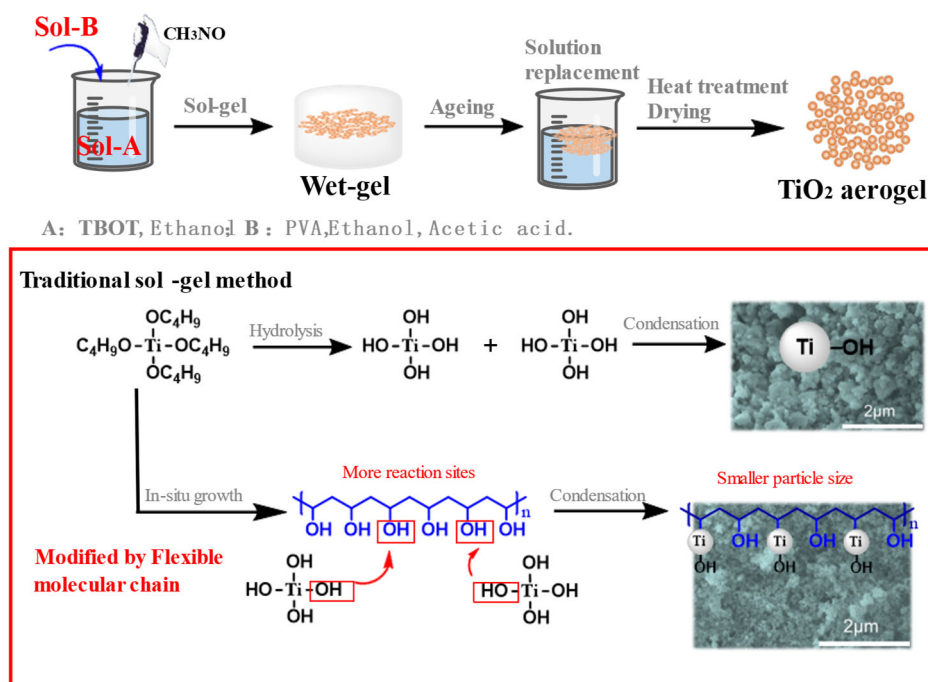 Sol-B
CH₃NO
Sol-A
Sol-gel
Wet-gel
Ageing
Solution
replacement
Heat treatment
Drying
TiO₂ aerogel
A: TBOT, Ethanol; B: PVA,Ethanol, Acetic acid.
Traditional sol -gel method
OC₄H₉
C₄H₉O-Ti-OC₄H₉
OC₄H₉
Hydrolysis
OH
HO-Ti-OH
OH
+
OH
HO-Ti-OH
OH
Condensation
Ti-OH
2μm
In-situ growth
Modified by Flexible
molecular chain
More reaction sites
n
OH OH OH OH OH OH
OH
HO-Ti-OH
OH
OH
HO-Ti-OH
OH
Condensation
Smaller particle size
n
Ti OH Ti OH Ti OH
OH OH OH
2μm